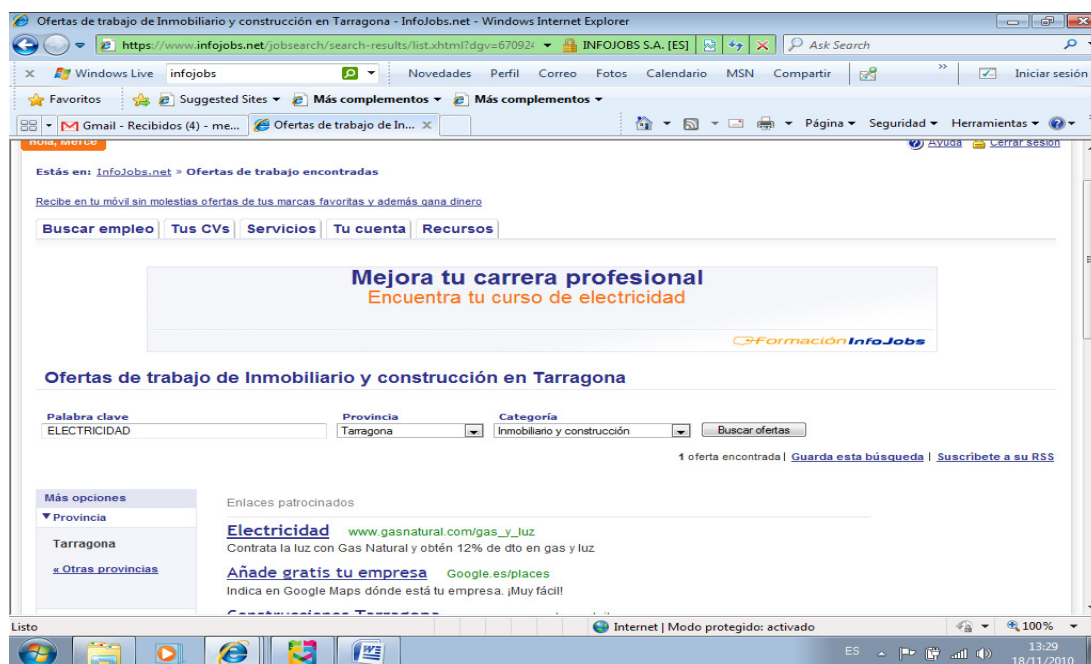 Ofertas de trabajo de Inmobiliario y construcción en Tarragona - InfoJobs.net - Windows Internet Explorer
https://www.infojobs.net/jobsearch/search-results/list.xhtml?dgv=67092 INFOJOBS S.A. [ES] Ask Search
x Windows Live infojobs Novedades Perfil Correo Fotos Calendario MSN Compartir >> Iniciar sesión
Favoritos Suggested Sites Más complementos Más complementos
Gmail - Recibidos (4) - me... Ofertas de trabajo de In... X Página Seguridad Herramientas
Hola, Mercè Ayuda Cerrar sesión
Estás en: InfoJobs.net » Ofertas de trabajo encontradas
Recibe en tu móvil sin molestias ofertas de tus marcas favoritas y además gana dinero
Buscar empleo Tus CVs Servicios Tu cuenta Recursos
Mejora tu carrera profesional
Encuentra tu curso de electricidad
Formación InfoJobs
Ofertas de trabajo de Inmobiliario y construcción en Tarragona
Palabra clave Provincia Categoría
ELECTRICIDAD Tarragona Inmobiliario y construcción Buscar ofertas
1 oferta encontrada | Guarda esta búsqueda | Suscríbete a su RSS
Más opciones
Provincia
Tarragona
« Otras provincias
Enlaces patrocinados
Electricidad www.gasnatural.com/gas_y_luz
Contrata la luz con Gas Natural y obtén 12% de dto en gas y luz
Añade gratis tu empresa Google.es/places
Indica en Google Maps dónde está tu empresa. ¡Muy fácil!
Construcciones Tarragona
Listo Internet | Modo protegido: activado 100%
ES 13:29
18/11/2010